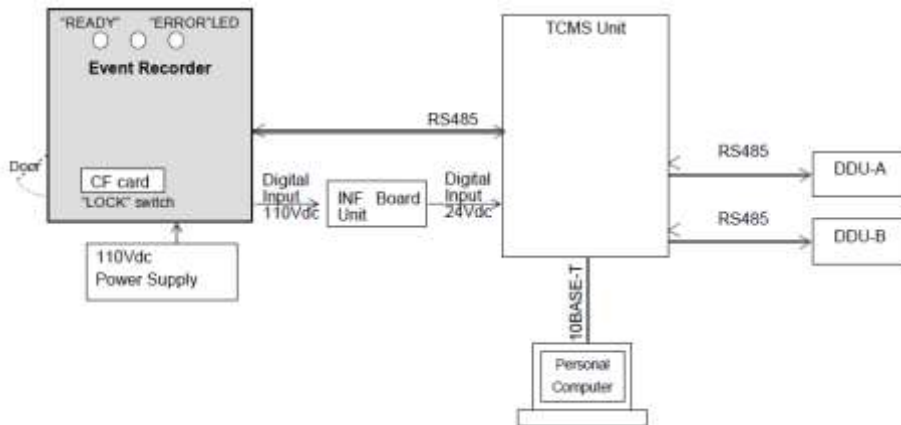 "READY" "ERROR"LED
Event Recorder
Door
CF card
"LOCK" switch
110Vdc
Power Supply
RS485
Digital
Input
110Vdc
INF Board
Unit
Digital
Input
24Vdc
TCMS Unit
RS485
DDU-A
RS485
DDU-B
10BASE-T
Personal
Computer